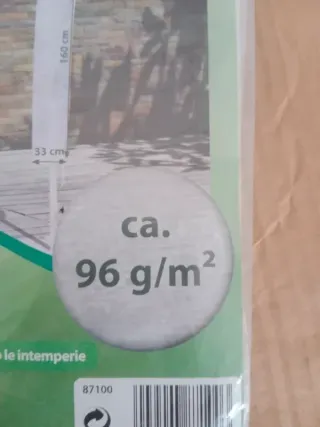 160 cm
33 cm
ca.
96 g/m²
le intemperie
87100